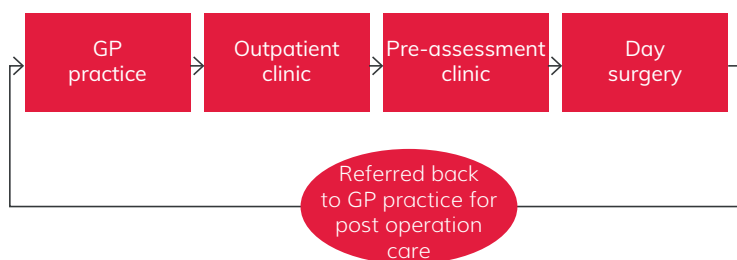 GP
practice
Outpatient
clinic
Pre-assessment
clinic
Day
surgery
Referred back
to GP practice for
post operation
care